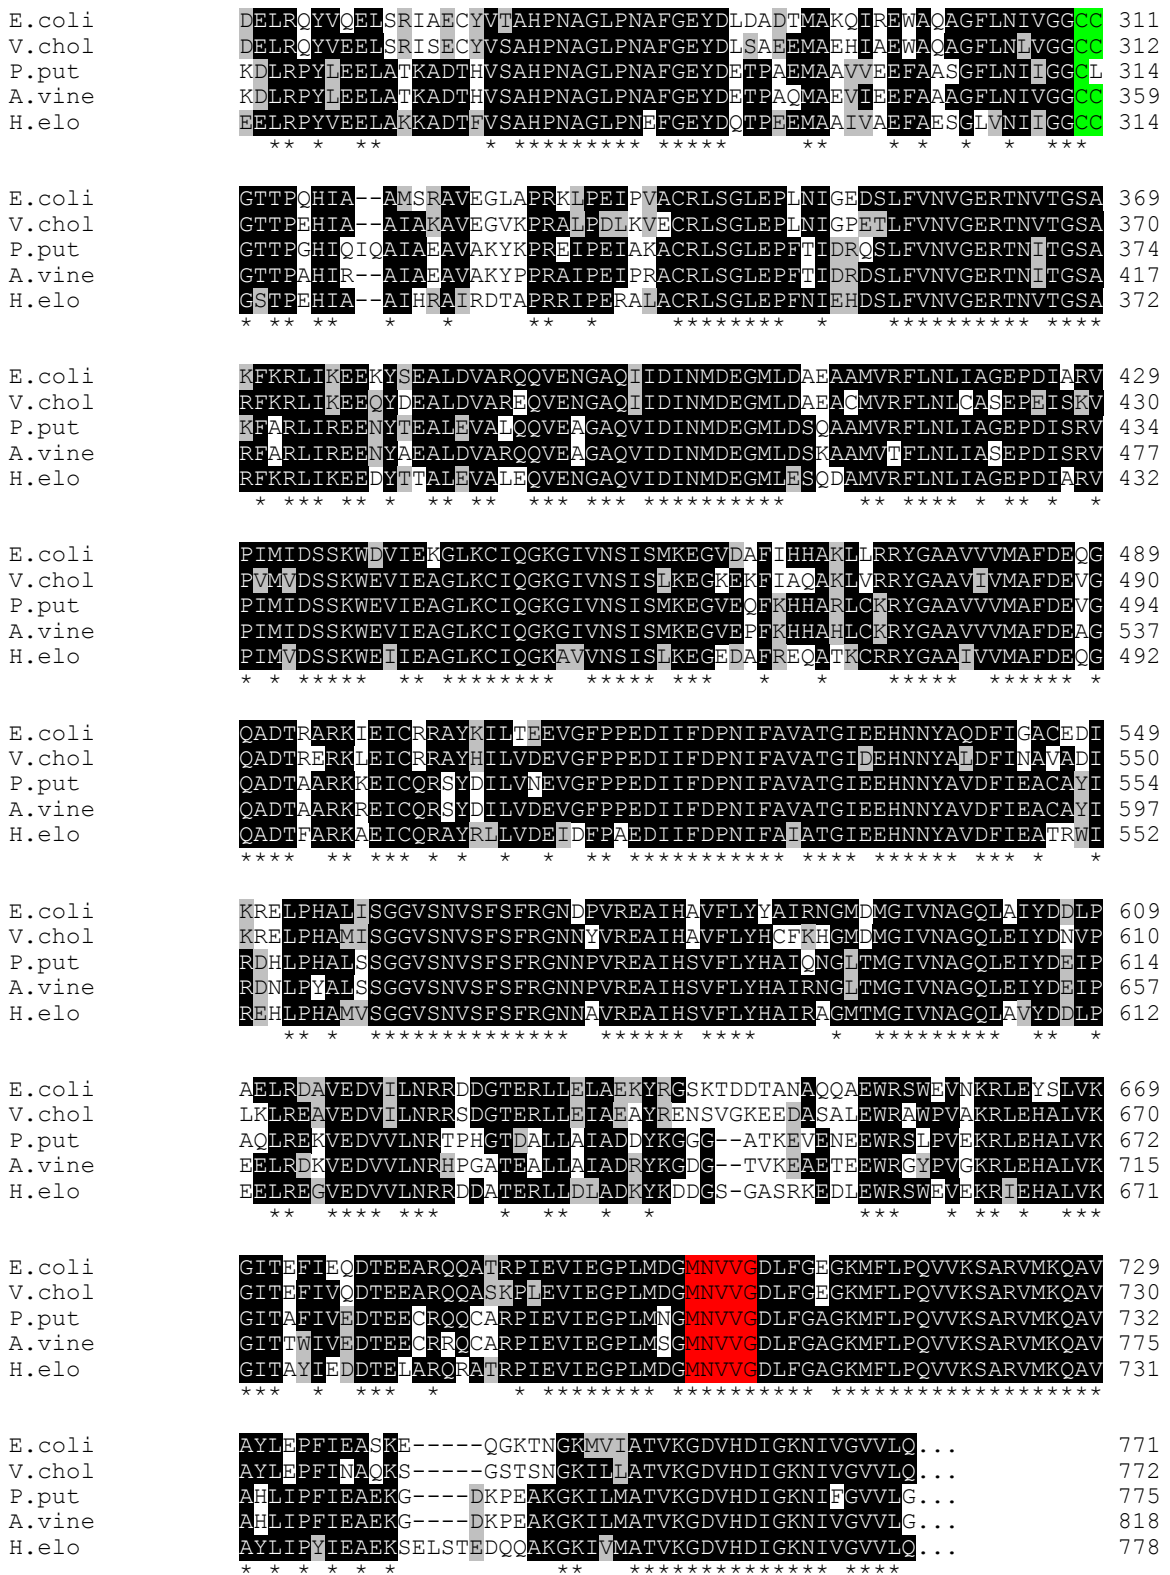 E.coli DELRQYVQELSRIAECYVTAHPNAGLPNAFGEYDLDADTMAKQIREWAQAGFLNIVGGCC 311
V.chol DELRQYVEELSRISECYVSAHPNAGLPNAFGEYDLSAEEMAEHIAEWAQAGFLNLVGGCC 312
P.put KDLRPYLEELATKADTHVSAHPNAGLPNAFGEYDETPAEMAAVVEEFAASGFLNIIGGCL 314
A.vine KDLRPYLEELATKADTHVSAHPNAGLPNAFGEYDETPAQMAEVIEEFAAAGFLNIVGGCC 359
H.elo EELRPYVEELAKKADTFVSAHPNAGLPNEFGEYDQTPEEMAAIVAEFAESGLVNIIGGCC 314
** * ** * ********* ***** ** * * * * ***
E.coli GTTPQHIA--AMSRAVEGLAPRKLPEIPVACRLSGLEPLNIGEDSLFVNVGERTNVTGSA 369
V.chol GTTPEHIA--AIAKAVEGVKPRALPDLKVECRLSGLEPLNIGPETLFVNVGERTNVTGSA 370
P.put GTTPGHIQIQAIAEAVAKYKPREIPEIAKACRLSGLEPFTIDRQSLFVNVGERTNITGSA 374
A.vine GTTPAHIR--AIAEAVAKYPPRAIPEIPRACRLSGLEPFTIDRDSLFVNVGERTNITGSA 417
H.elo GSTPEHIA--AIHRAIRDTAPRRIPERALACRLSGLEPFNIEHDSLFVNVGERTNVTGSA 372
* ** ** * * ** * ******** * ********** ****
E.coli KFKRLIKEEKYSEALDVARQQVENGAQIIDINMDEGMLDAEAAMVRFLNLIAGEPDIARV 429
V.chol RFKRLIKEEQYDEALDVAREQVENGAQIIDINMDEGMLDAEACMVRFLNLCASEPEISKV 430
P.put KFARLIREENYTEALEVALQQVEAGAQVIDINMDEGMLDSQAAMVRFLNLIAGEPDISRV 434
A.vine RFARLIREENYAEALDVARQQVEAGAQVIDINMDEGMLDSKAAMVTFLNLIASEPDISRV 477
H.elo RFKRLIKEEDYTTALEVALEQVENGAQVIDINMDEGMLESQDAMVRFLNLIAGEPDIARV 432
* *** ** * ** ** *** *** ********** ** **** * ** * *
E.coli PIMIDSSKWDVIEKGLKCIQGKGIVNSISMKEGVDAFIHHAKLLRRYGAAVVVMAFDEQG 489
V.chol PVMVDSSKWEVIEAGLKCIQGKGIVNSISLKEGKEKFIAQAKLVRRYGAAVIVMAFDEVG 490
P.put PIMIDSSKWEVIEAGLKCIQGKGIVNSISMKEGVEQFKHHARLCKRYGAAVVVMAFDEVG 494
A.vine PIMIDSSKWEVIEAGLKCIQGKGIVNSISMKEGVEPFKHHAHLCKRYGAAVVVMAFDEAG 537
H.elo PIMVDSSKWEIIEAGLKCIQGKAVVNSISLKEGEDAFREQATKCRRYGAAIVVMAFDEQG 492
* * ***** ** ******** ***** *** * * ***** ****** *
E.coli QADTRARKIEICRRAYKILTEEVGFPPEDIIFDPNIFAVATGIEEHNNYAQDFIGACEDI 549
V.chol QADTRERKLEICRRAYHILVDEVGFPPEDIIFDPNIFAVATGIDEHNNYALDFINAVADI 550
P.put QADTAARKKEICQRSYDILVNEVGFPPEDIIFDPNIFAVATGIEEHNNYAVDFIEACAYI 554
A.vine QADTAARKREICQRSYDILVDEVGFPPEDIIFDPNIFAVATGIEEHNNYAVDFIEACAYI 597
H.elo QADTFARKAEICQRAYRLLVDEIDFPAEDIIFDPNIFAIATGIEEHNNYAVDFIEATRWI 552
**** ** *** * * * * ** *********** **** ****** *** * *
E.coli KRELPHALISGGVSNVSFSFRGNDPVREAIHAVFLYYAIRNGMDMGIVNAGQLAIYDDLP 609
V.chol KRELPHAMISGGVSNVSFSFRGNNYVREAIHAVFLYHCFKHGMDMGIVNAGQLEIYDNVP 610
P.put RDHLPHALSSGGVSNVSFSFRGNNPVREAIHSVFLYHAIQNGLTMGIVNAGQLEIYDEIP 614
A.vine RDNLPYALSSGGVSNVSFSFRGNNPVREAIHSVFLYHAIRNGLTMGIVNAGQLEIYDEIP 657
H.elo REHLPHAMVSGGVSNVSFSFRGNNAVREAIHSVFLYHAIRAGMTMGIVNAGQLAVYDDLP 612
** * ************** ****** **** * ********* ** *
E.coli AELRDAVEDVILNRRDDGTERLLELAEKYRGSKTDDTANAQQAEWRSWEVNKRLEYSLVK 669
V.chol LKLREAVEDVILNRRSDGTERLLEIAEAYRENSVGKEEDASALEWRAWPVAKRLEHALVK 670
P.put AQLREKVEDVVLNRTPHGTDALLAIADDYKGGG--ATKEVENEEWRSLPVEKRLEHALVK 672
A.vine EELRDKVEDVVLNRHPGATEALLAIADRYKGDG--TVKEAETEEWRGYPVGKRLEHALVK 715
H.elo EELREGVEDVVLNRRDDATERLLDLADKYKDDGS-GASRKEDLEWRSWEVEKRIEHALVK 671
** **** *** * ** * * *** * ** * ***
E.coli GITEFIEQDTEEARQQATRPIEVIEGPLMDGMNVVGDLFGEGKMFLPQVVKSARVMKQAV 729
V.chol GITEFIVQDTEEARQQASKPLEVIEGPLMDGMNVVGDLFGEGKMFLPQVVKSARVMKQAV 730
P.put GITAFIVEDTEECRQQCARPIEVIEGPLMNGMNVVGDLFGAGKMFLPQVVKSARVMKQAV 732
A.vine GITTWIVEDTEECRRQCARPIEVIEGPLMSGMNVVGDLFGAGKMFLPQVVKSARVMKQAV 775
H.elo GITAYIEDDTELARQRATRPIEVIEGPLMDGMNVVGDLFGAGKMFLPQVVKSARVMKQAV 731
*** * *** * * ******** ********** *******************
E.coli AYLEPFIEASKE-----QGKTNGKMVIATVKGDVHDIGKNIVGVVLQ... 771
V.chol AYLEPFINAQKS-----GSTSNGKILLATVKGDVHDIGKNIVGVVLQ... 772
P.put AHLIPFIEAEKG----DKPEAKGKILMATVKGDVHDIGKNIFGVVLG... 775
A.vine AHLIPFIEAEKG----DKPEAKGKILMATVKGDVHDIGKNIVGVVLG... 818
H.elo AYLIPYIEAEKSELSTEDQQAKGKIVMATVKGDVHDIGKNIVGVVLQ... 778
* * * * * * ** ************** ****